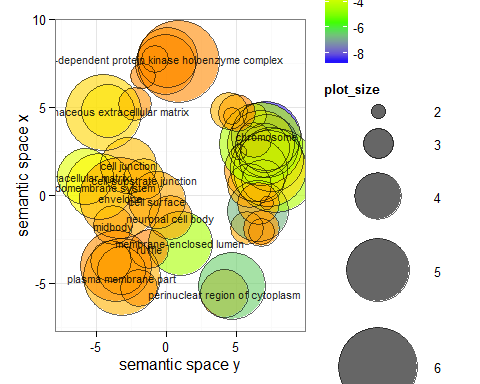 10
5
0
-5
-5
0
5
semantic space y
semantic space x
-dependent protein kinase holoenzyme complex
naceous extracellular matrix
chromosome
cell junction
racellular matrix
cell-substrate junction
domembrane system
envelope
cell surface
neuronal cell body
midbody
membrane-enclosed lumen
plasma membrane part
perinuclear region of cytoplasm
-4
-6
-8
plot_size
2
3
4
5
6